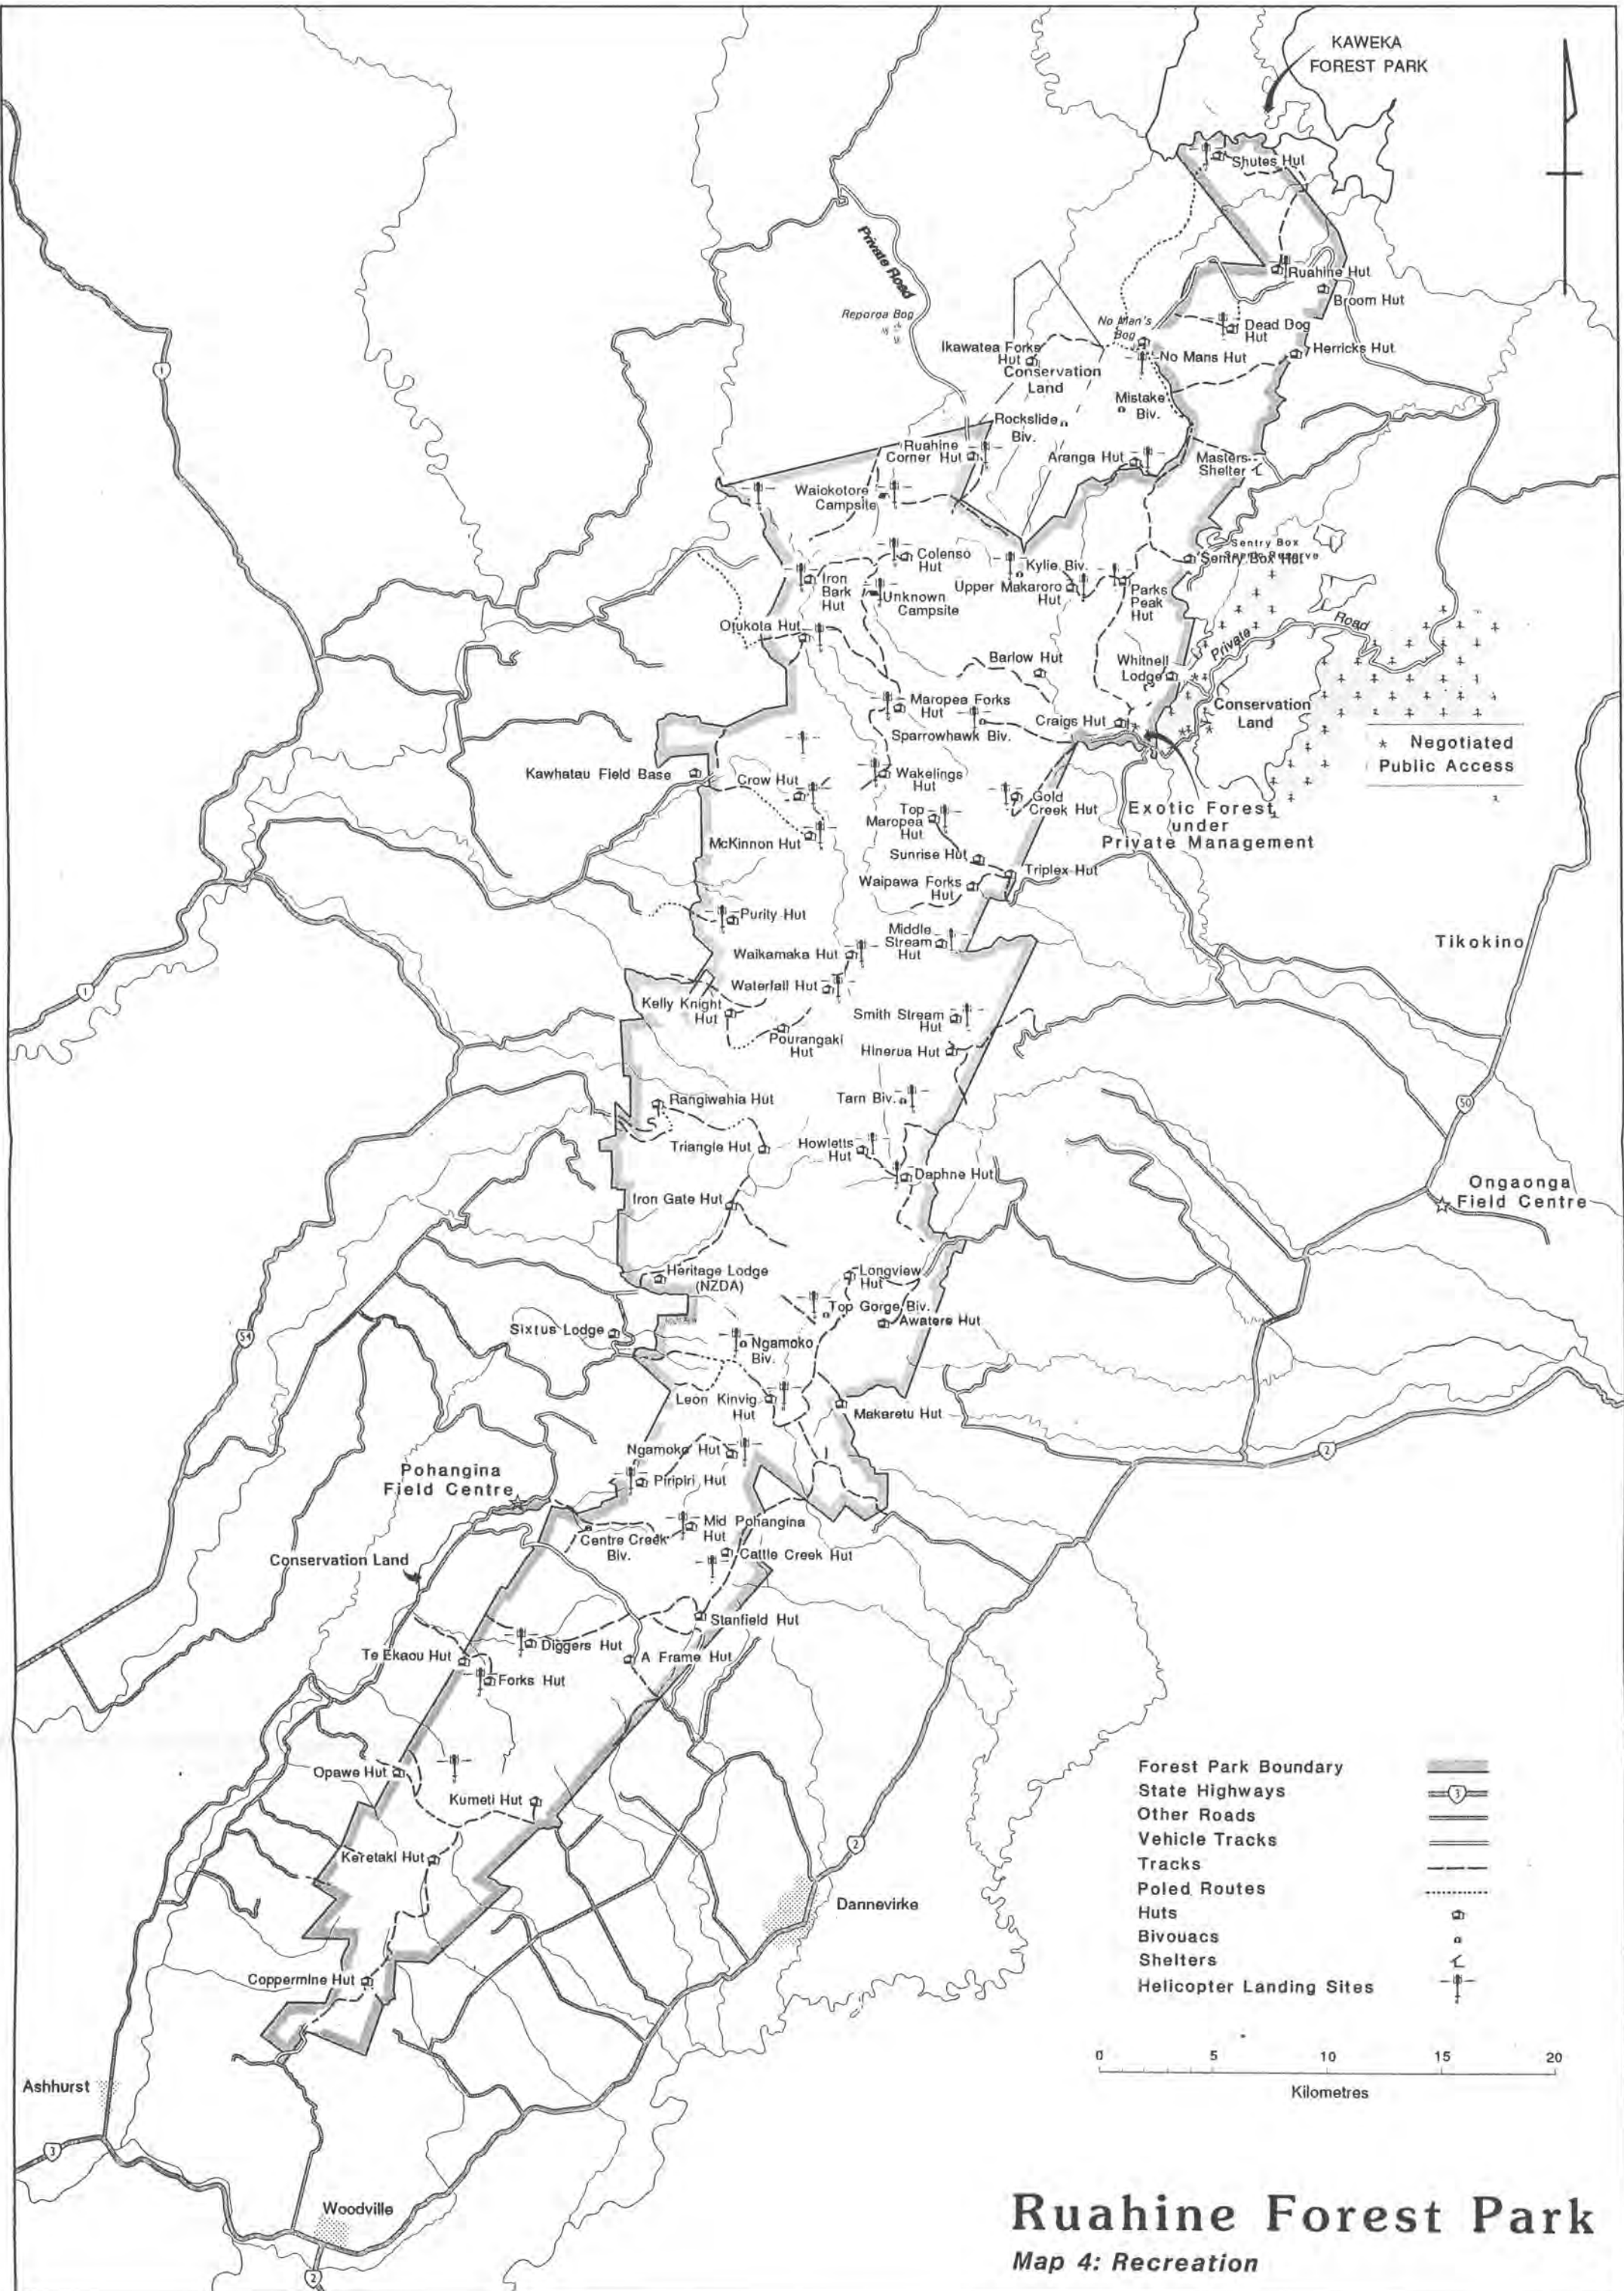 KAWEKA
FOREST PARK
Shutes Hut
Private Road
Ruahine Hut
Broom Hut
Reporoa Bog
No Man's
Bog
Dead Dog
Hut
Ikawatea Forks
Hut
No Mans Hut
Herricks Hut
Conservation
Land
Mistake
Biv.
Rockslide
Biv.
Ruahine
Corner Hut
Aranga Hut
Masters
Shelter
Waiokotore
Campsite
Sentry Box
Reserve
Sentry Box Hut
Colenso
Hut
Kylie Biv.
Iron
Bark
Hut
Unknown
Campsite
Upper Makaroro
Hut
Parks
Peak
Hut
Otukota Hut
Private Road
Barlow Hut
Whitnell
Lodge
Maropea Forks
Hut
Conservation
Land
Craigs Hut
Sparrowhawk Biv.
* Negotiated
Public Access
Kawhatau Field Base
Crow Hut
Wakelings
Hut
Gold
Creek Hut
Exotic Forest
under
Private Management
Top
Maropea
Hut
McKinnon Hut
Sunrise Hut
Triplex Hut
Waipawa Forks
Hut
Purity Hut
Middle
Stream
Hut
Tikokino
Waikamaka Hut
Waterfall Hut
Kelly Knight
Hut
Smith Stream
Hut
Pourangaki
Hut
Hinerua Hut
Rangiwahia Hut
Tarn Biv.
Triangle Hut
Howletts
Hut
Daphne Hut
Iron Gate Hut
Ongaonga
Field Centre
Heritage Lodge
(NZDA)
Longview
Hut
Top Gorge Biv.
Awatere Hut
Sixtus Lodge
Ngamoko
Biv.
Leon Kinvig
Hut
Makaretu Hut
Ngamoko Hut
Pohangina
Field Centre
Piripiri Hut
Mid Pohangina
Hut
Centre Creek
Biv.
Cattle Creek Hut
Conservation Land
Stanfield Hut
Diggers Hut
Te Ekaou Hut
A Frame Hut
Forks Hut
Opawe Hut
Kumeti Hut
Keretaki Hut
Dannevirke
Coppermine Hut
Ashhurst
Woodville
1
1
54
50
2
2
3
2
Forest Park Boundary
State Highways 3
Other Roads
Vehicle Tracks
Tracks
Poled Routes
Huts
Bivouacs
Shelters
Helicopter Landing Sites
0 5 10 15 20
Kilometres
Ruahine Forest Park
Map 4: Recreation